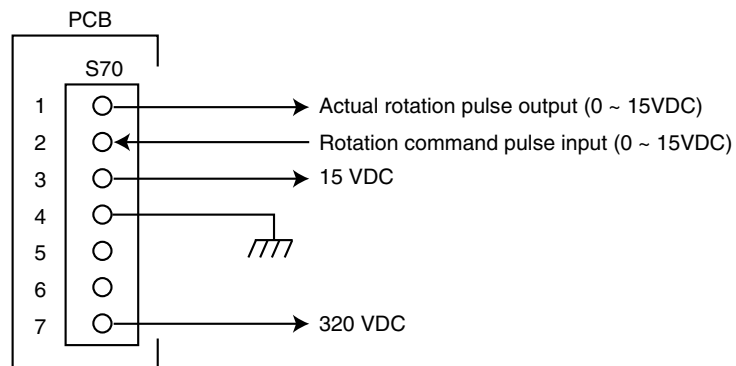 PCB
S70
1 Actual rotation pulse output (0 ~ 15VDC)
2 Rotation command pulse input (0 ~ 15VDC)
3 15 VDC
4
5
6
7 320 VDC